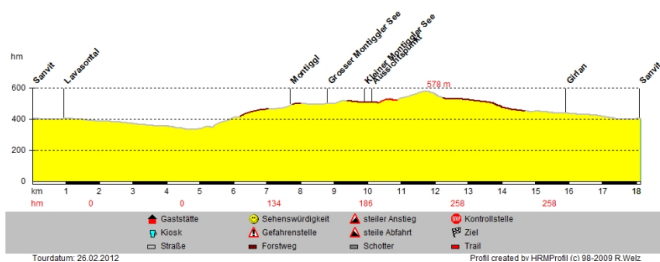 hm
Sanvit
Lavasontal
Montiggl
Grosser Montiggler See
Kleiner Montiggler See
Aussichtspunkt
578 m
Girlan
Sanvit
600
400
200
0
km 1 2 3 4 5 6 7 8 9 10 11 12 13 14 15 16 17 18
hm 0 0 134 186 258 258
Gaststätte Sehenswürdigkeit steiler Anstieg Kontrollstelle
Kiosk Gefahrenstelle steile Abfahrt Ziel
Straße Forstweg Schotter Trail
Tourdatum: 26.02.2012 Profil created by HRMProfil (c) 98-2009 R.Welz